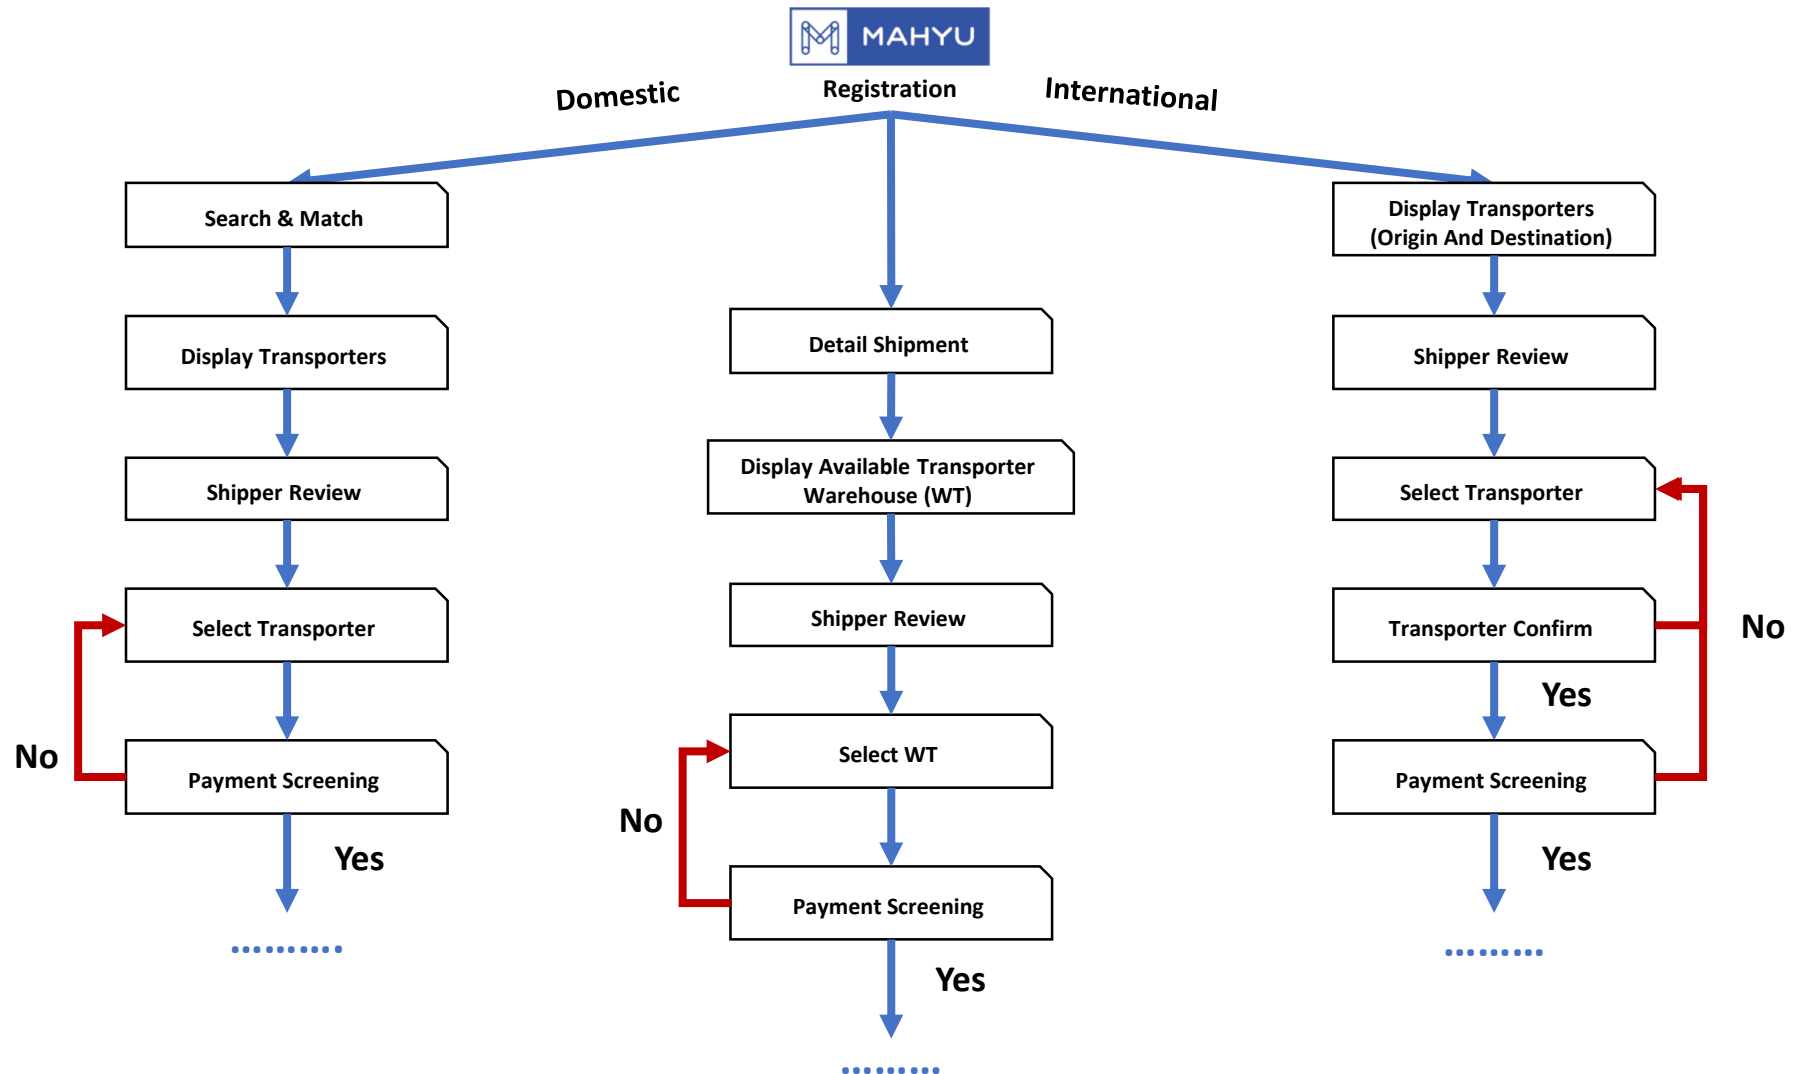 MAHYU
Registration
Domestic
International
Search & Match
Display Transporters
Shipper Review
Select Transporter
No
Payment Screening
Yes
..........
Detail Shipment
Display Available Transporter
Warehouse (WT)
Shipper Review
Select WT
No
Payment Screening
Yes
.........
Display Transporters
(Origin And Destination)
Shipper Review
Select Transporter
Transporter Confirm
No
Yes
Payment Screening
Yes
.........